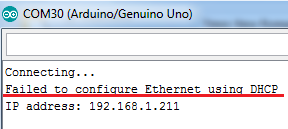 COM30 (Arduino/Genuino Uno)
Connecting...
Failed to configure Ethernet using DHCP
IP address: 192.168.1.211